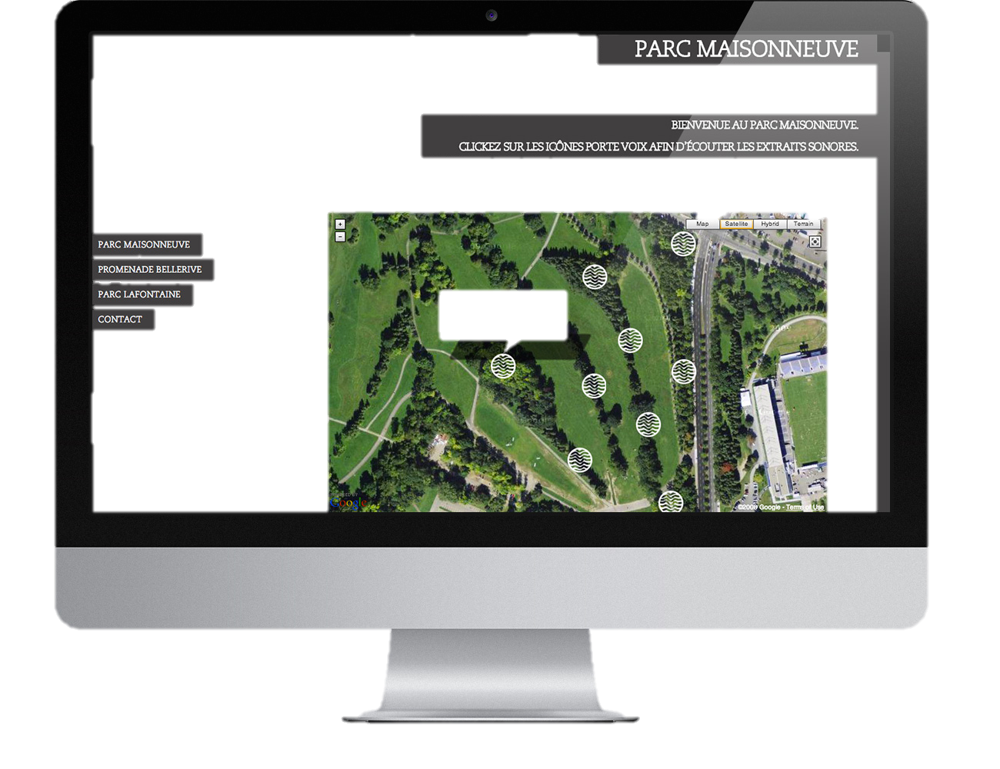 PARC MAISONNEUVE
BIENVENUE AU PARC MAISONNEUVE.
CLICKEZ SUR LES ICÔNES PORTE VOIX AFIN D'ÉCOUTER LES EXTRAITS SONORES.
PARC MAISONNEUVE
PROMENADE BELLERIVE
PARC LAFONTAINE
CONTACT
+
−
Map Satellite Hybrid Terrain
Google
Google - Terms of Use